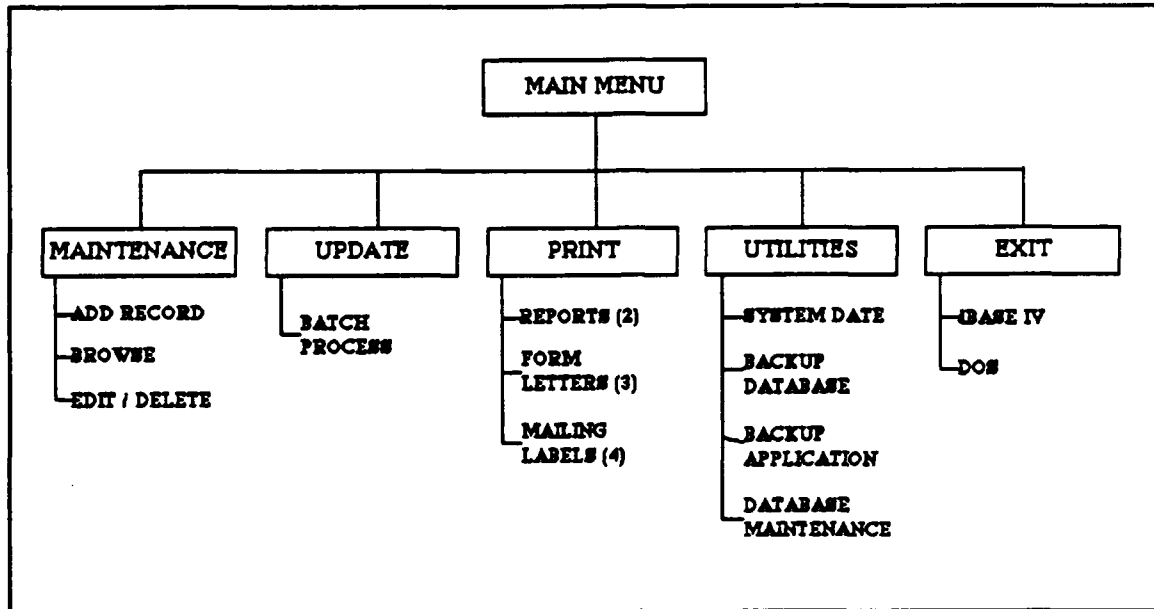 MAIN MENU
MAINTENANCE
ADD RECORD
BROWSE
EDIT / DELETE
UPDATE
BATCH
PROCESS
PRINT
REPORTS (2)
FORM
LETTERS (3)
MAILING
LABELS (4)
UTILITIES
SYSTEM DATE
BACKUP
DATABASE
BACKUP
APPLICATION
DATABASE
MAINTENANCE
EXIT
IV
DOS